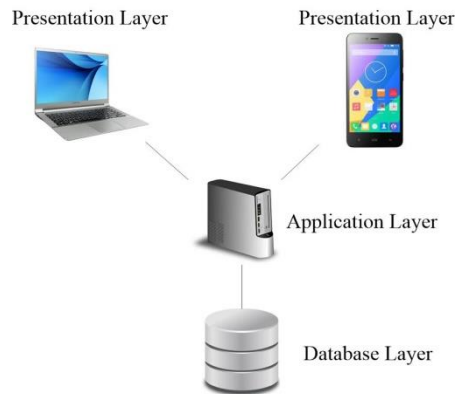 Presentation Layer
Presentation Layer
Application Layer
Database Layer